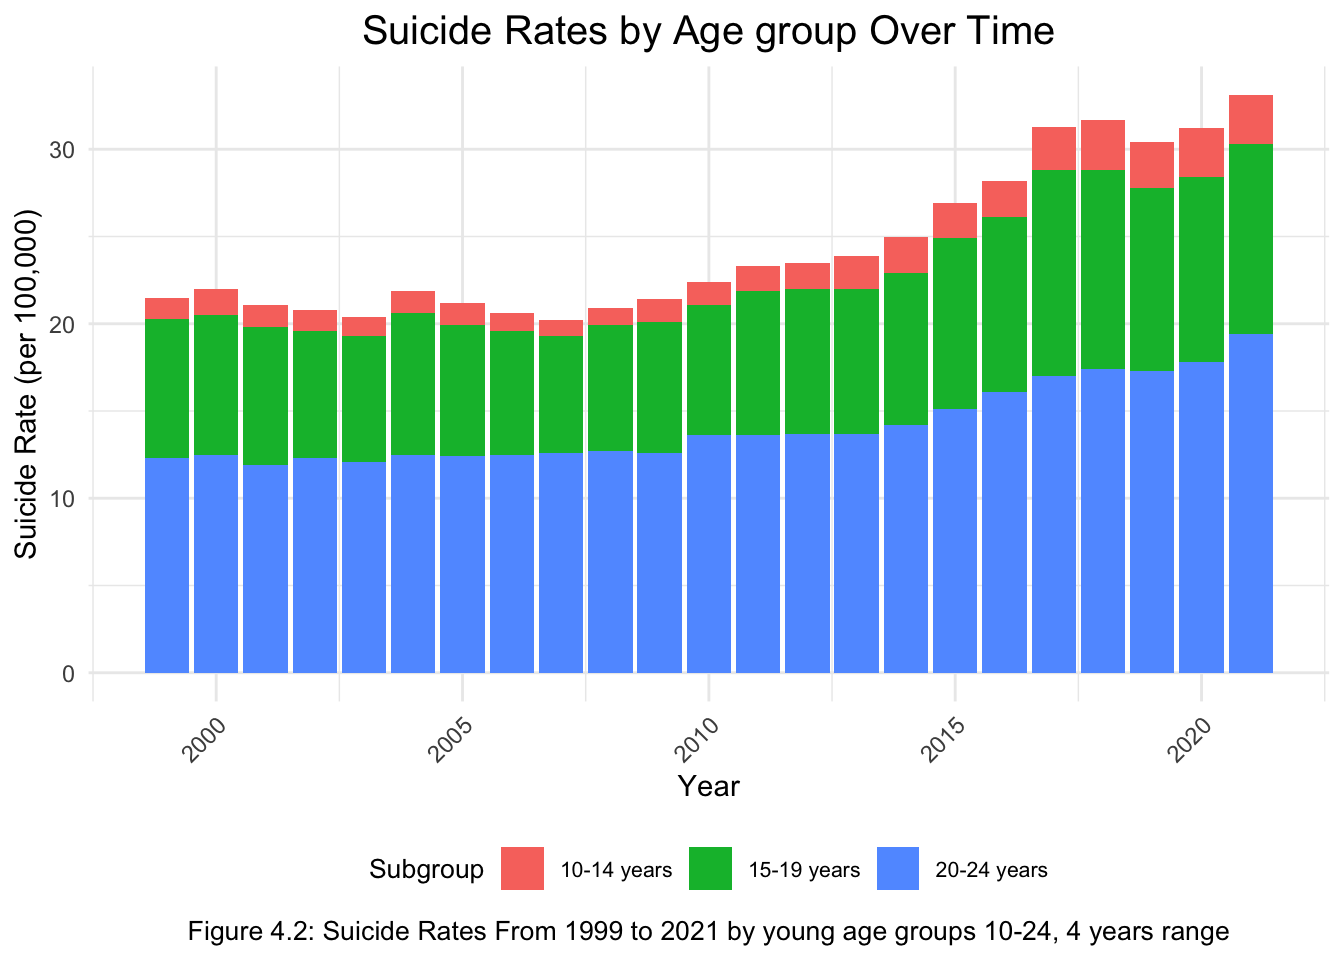 Suicide Rates by Age group Over Time
Suicide Rate (per 100,000)
30
20
10
0
2000
2005
2010
2015
2020
Year
Subgroup
10-14 years
15-19 years
20-24 years
Figure 4.2: Suicide Rates From 1999 to 2021 by young age groups 10-24, 4 years range